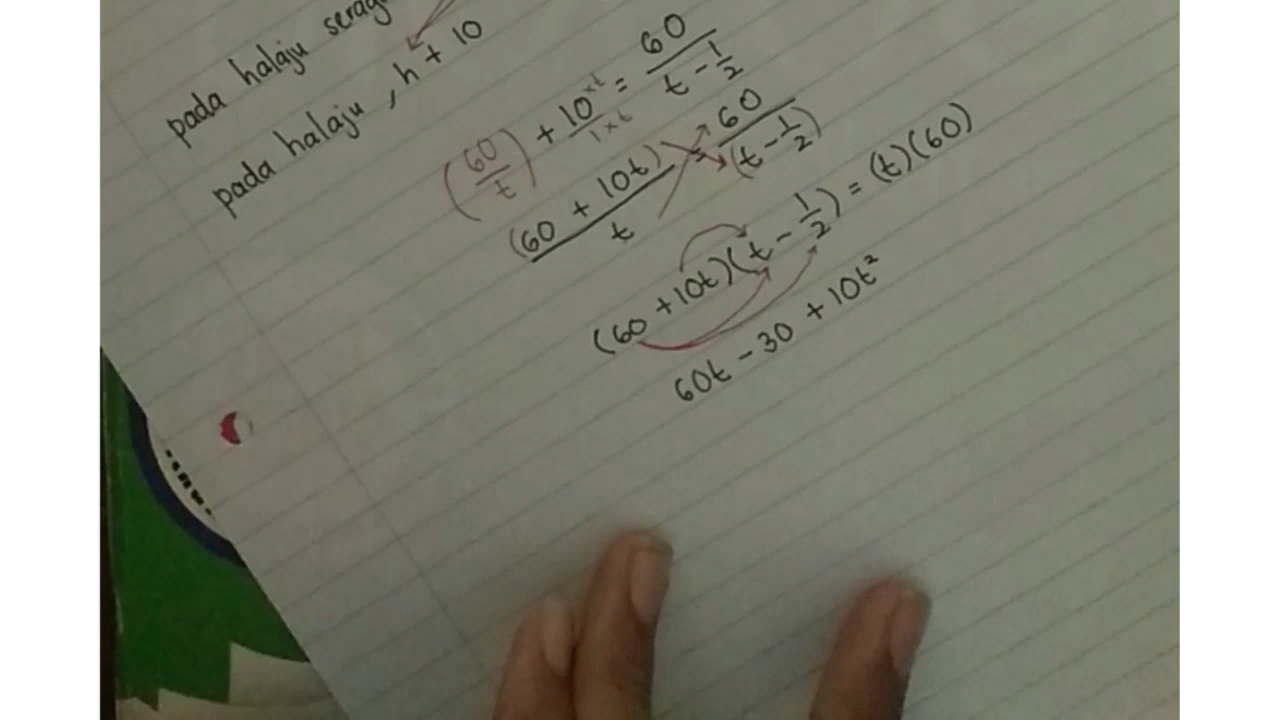 pada halaju
pada halaju, h + 10
(60/t) + 10/1 ×t/×t = 60/(t - 1/2)
(60 + 10t)/t = 60/(t - 1/2)
(60 + 10t)(t - 1/2) = (t)(60)
60t - 30 + 10t²